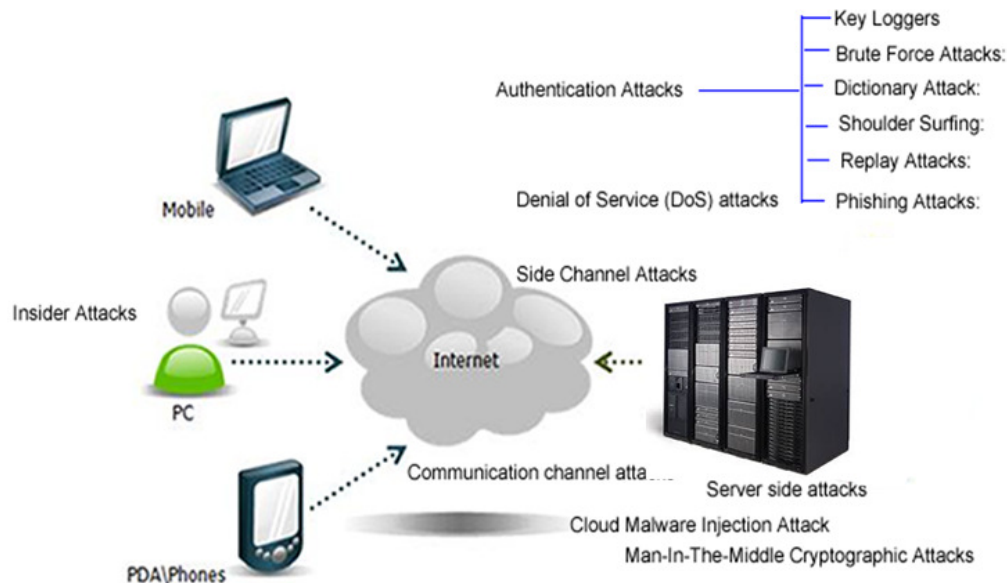 Key Loggers
Brute Force Attacks:
Authentication Attacks
Dictionary Attack:
Shoulder Surfing:
Replay Attacks:
Mobile
Denial of Service (DoS) attacks
Phishing Attacks:
Side Channel Attacks
Insider Attacks
Internet
PC
Communication channel
Server side attacks
Cloud Malware Injection Attack
Man-In-The-Middle Cryptographic Attacks
PDA\Phones